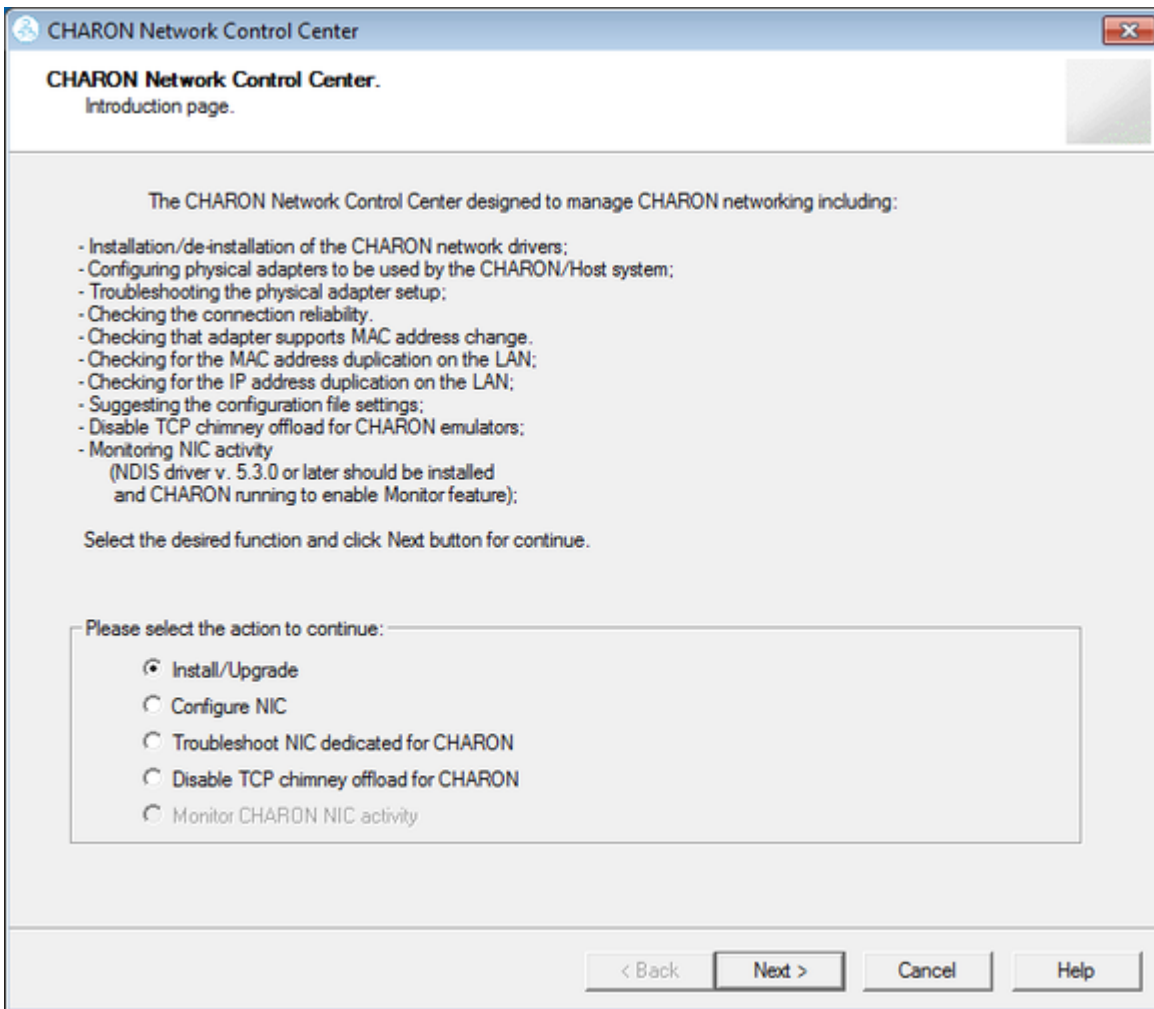 CHARON Network Control Center
CHARON Network Control Center.
Introduction page.
The CHARON Network Control Center designed to manage CHARON networking including:
- Installation/de-installation of the CHARON network drivers;
- Configuring physical adapters to be used by the CHARON/Host system;
- Troubleshooting the physical adapter setup;
- Checking the connection reliability.
- Checking that adapter supports MAC address change.
- Checking for the MAC address duplication on the LAN;
- Checking for the IP address duplication on the LAN;
- Suggesting the configuration file settings;
- Disable TCP chimney offload for CHARON emulators;
- Monitoring NIC activity
(NDIS driver v. 5.3.0 or later should be installed
and CHARON running to enable Monitor feature);
Select the desired function and click Next button for continue.
Please select the action to continue:
Install/Upgrade
Configure NIC
Troubleshoot NIC dedicated for CHARON
Disable TCP chimney offload for CHARON
Monitor CHARON NIC activity
< Back Next > Cancel Help